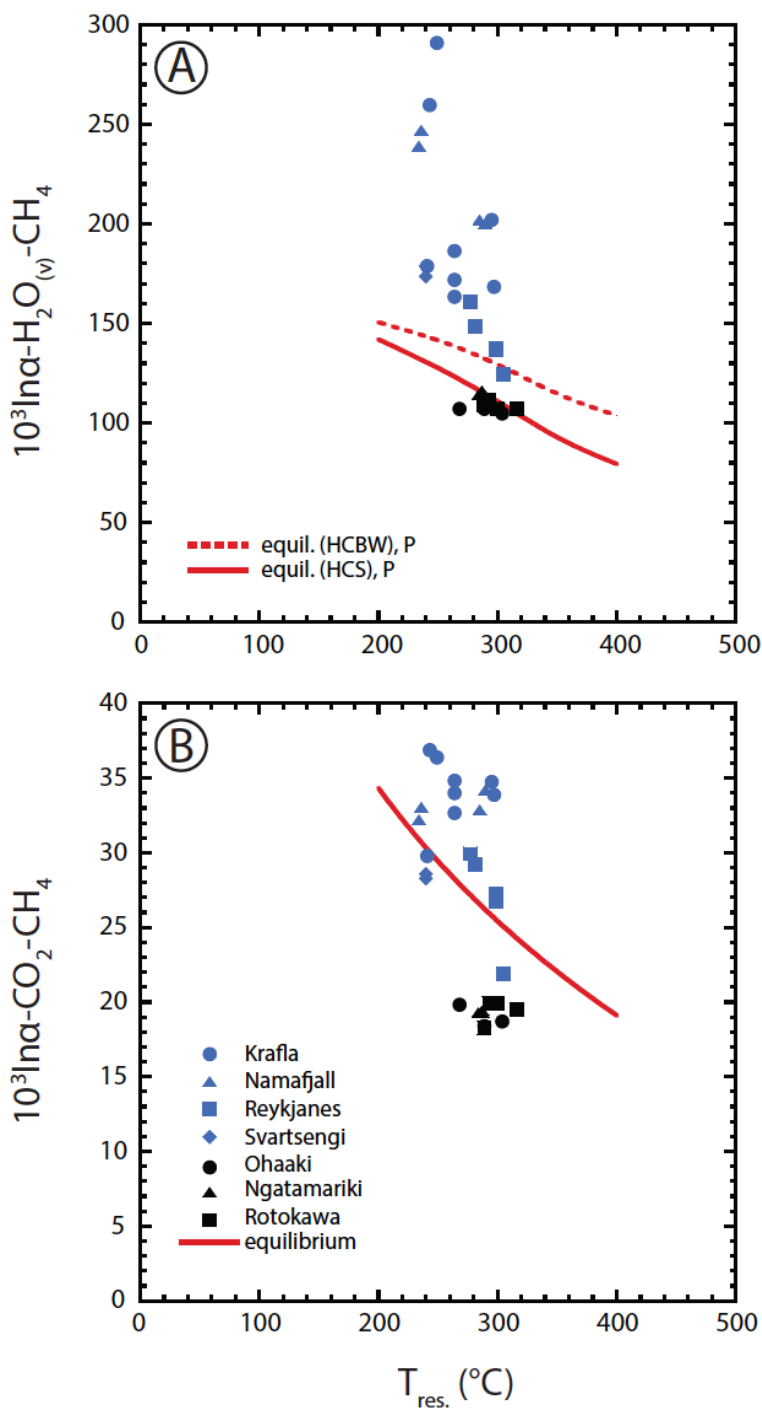 300
A
250
200
150
100
50
0
10³lnα-H₂O₍ᵥ₎-CH₄
equil. (HCBW), P
equil. (HCS), P
0 100 200 300 400 500
40
B
35
30
25
20
15
10
5
0
10³lnα-CO₂-CH₄
Krafla
Namafjall
Reykjanes
Svartsengi
Ohaaki
Ngatamariki
Rotokawa
equilibrium
0 100 200 300 400 500
T_res. (°C)